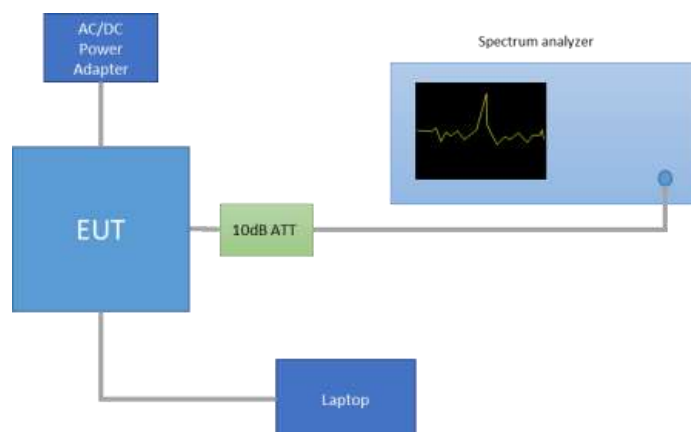 AC/DC
Power
Adapter
Spectrum analyzer
EUT
10dB ATT
Laptop